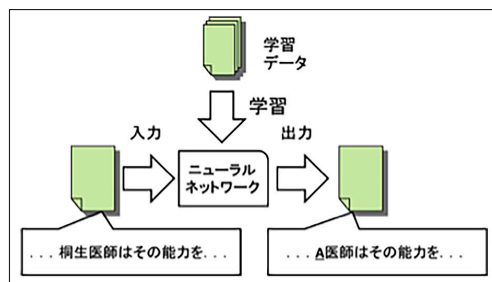 学習
データ
学習
入力
出力
ニューラル
ネットワーク
. . . 桐生医師はその能力を. . .
. . . A医師はその能力を. . .